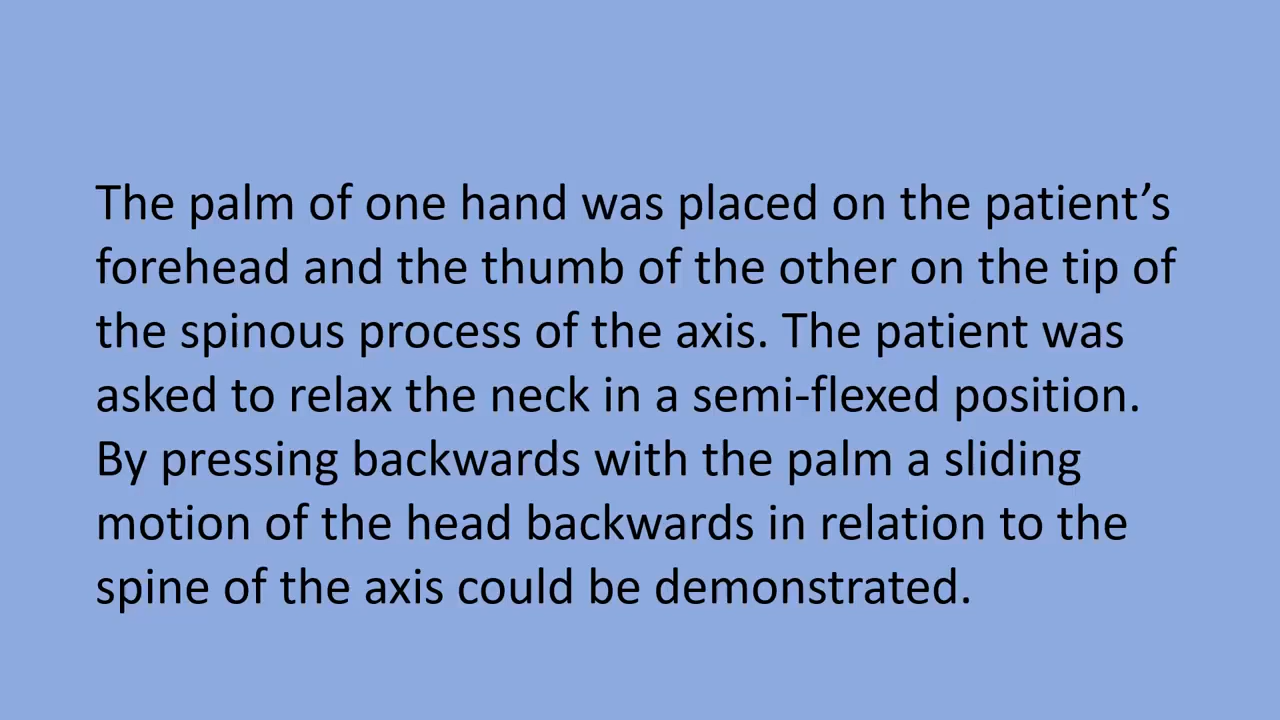 The palm of one hand was placed on the patient’s
forehead and the thumb of the other on the tip of
the spinous process of the axis. The patient was
asked to relax the neck in a semi-flexed position.
By pressing backwards with the palm a sliding
motion of the head backwards in relation to the
spine of the axis could be demonstrated.